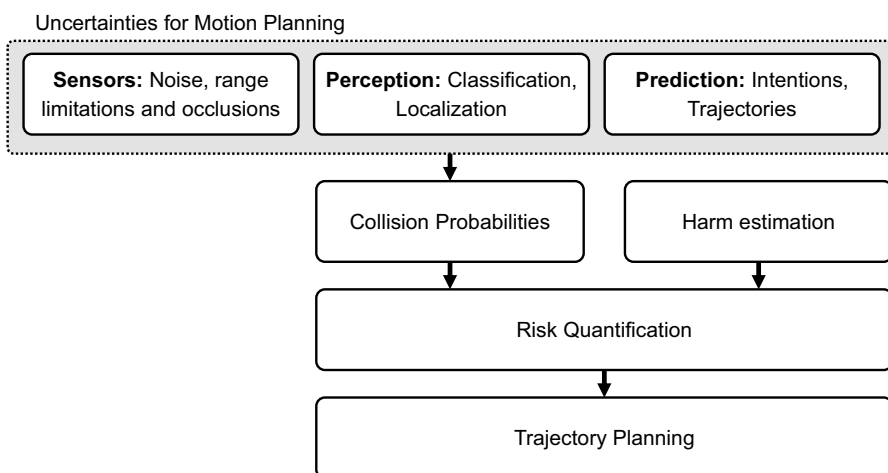 Uncertainties for Motion Planning
Sensors: Noise, range
limitations and occlusions
Perception: Classification,
Localization
Prediction: Intentions,
Trajectories
Collision Probabilities
Harm estimation
Risk Quantification
Trajectory Planning